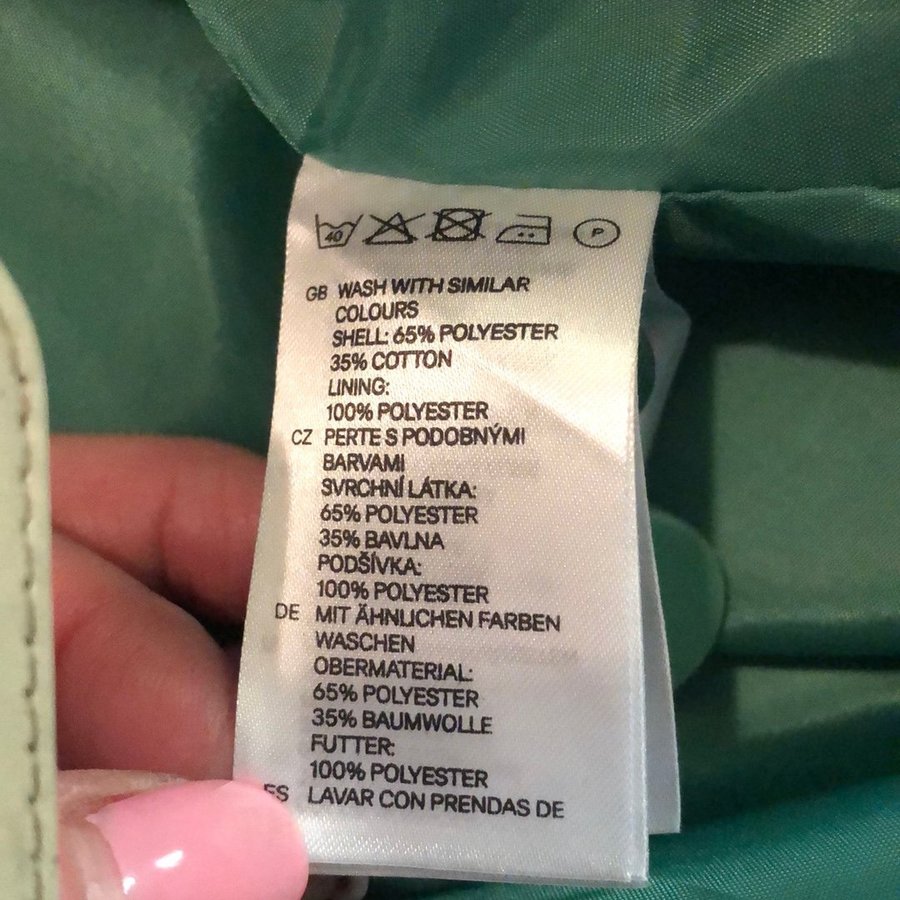 40 P
GB WASH WITH SIMILAR
COLOURS
SHELL: 65% POLYESTER
35% COTTON
LINING:
100% POLYESTER
CZ PERTE S PODOBNÝMI
BARVAMI
SVRCHNÍ LÁTKA:
65% POLYESTER
35% BAVLNA
PODŠÍVKA:
100% POLYESTER
DE MIT ÄHNLICHEN FARBEN
WASCHEN
OBERMATERIAL:
65% POLYESTER
35% BAUMWOLLE
FUTTER:
100% POLYESTER
ES LAVAR CON PRENDAS DE